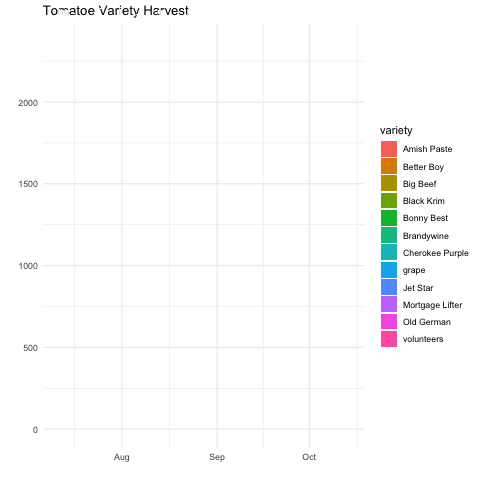 Tomatoe Variety Harvest
2000
1500
1000
500
0
Aug
Sep
Oct
variety
Amish Paste
Better Boy
Big Beef
Black Krim
Bonny Best
Brandywine
Cherokee Purple
grape
Jet Star
Mortgage Lifter
Old German
volunteers